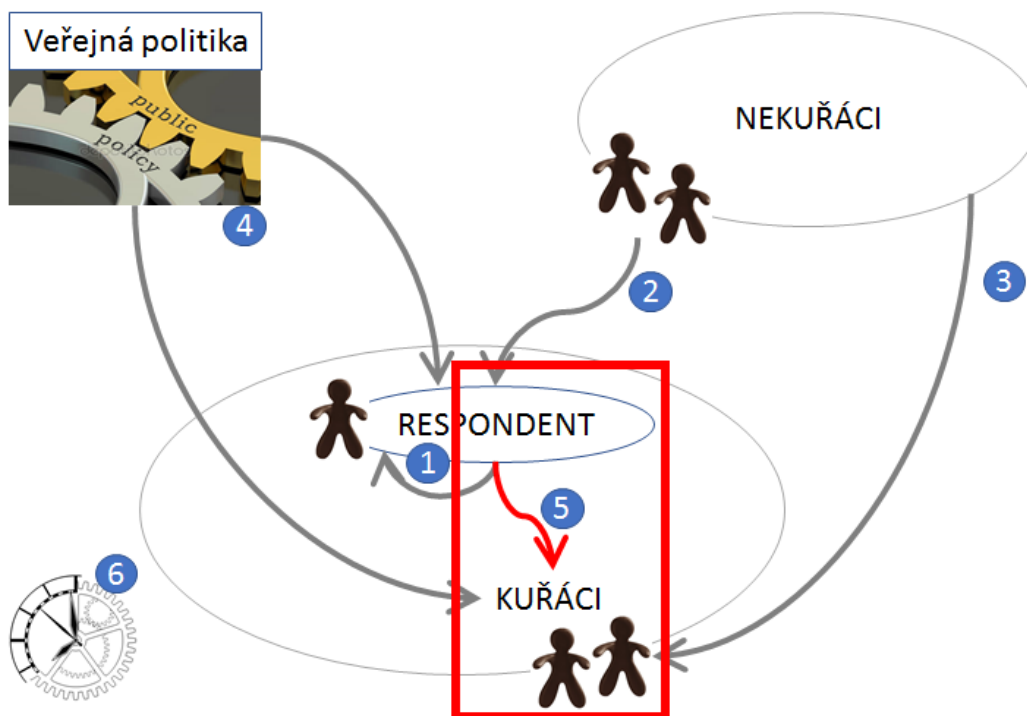 Veřejná politika
public
policy
NEKUŘÁCI
4
2
3
RESPONDENT
1
5
6
KUŘÁCI